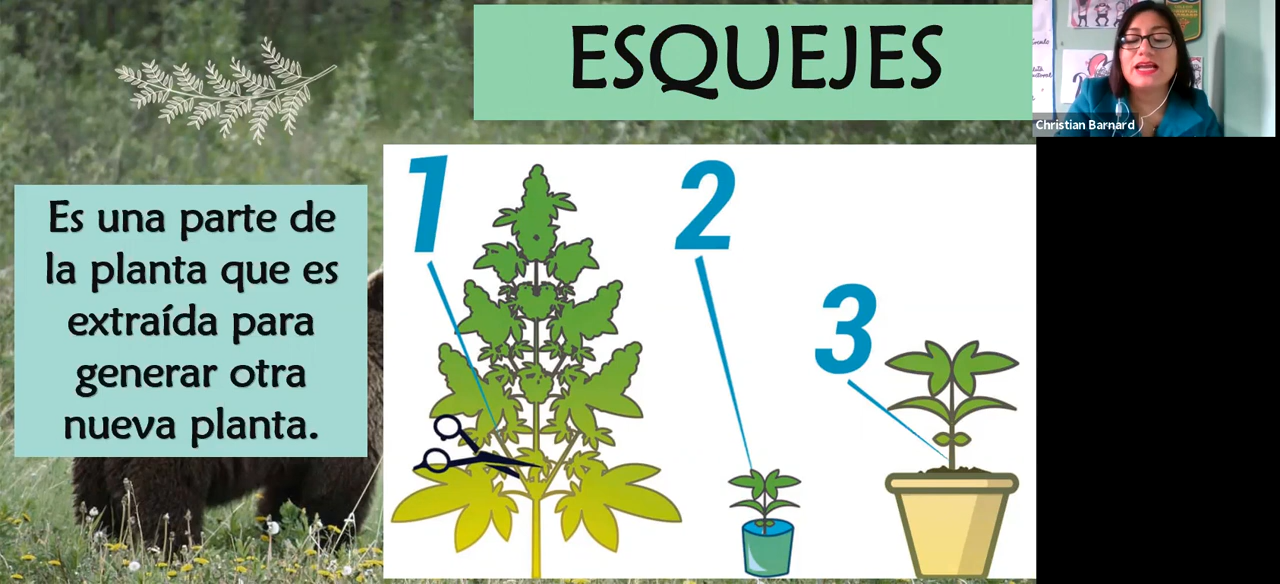 ESQUEJES
Christian Barnard
Es una parte de
la planta que es
extraída para
generar otra
nueva planta.
1
2
3